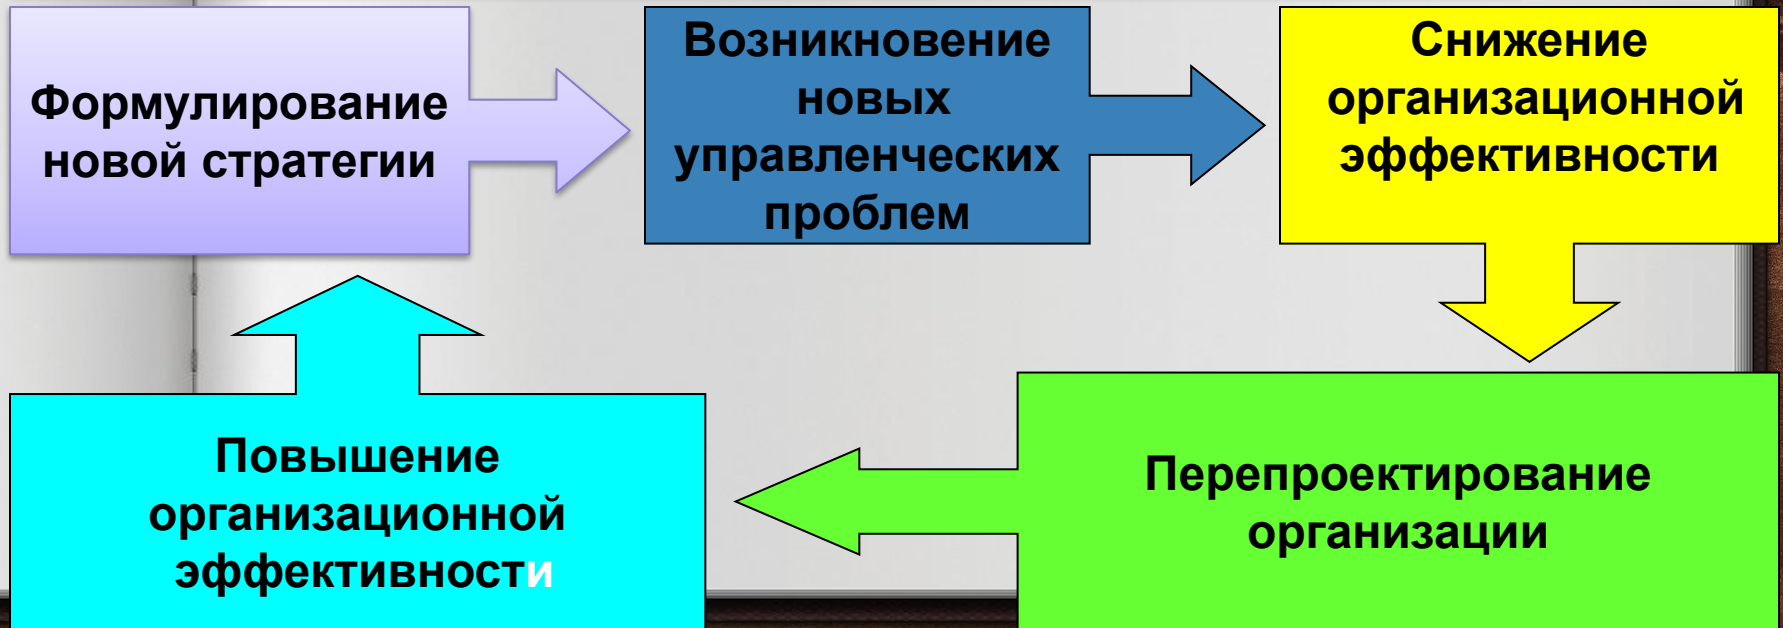 Формулирование
новой стратегии
Возникновение
новых
управленческих
проблем
Снижение
организационной
эффективности
Перепроектирование
организации
Повышение
организационной
эффективности